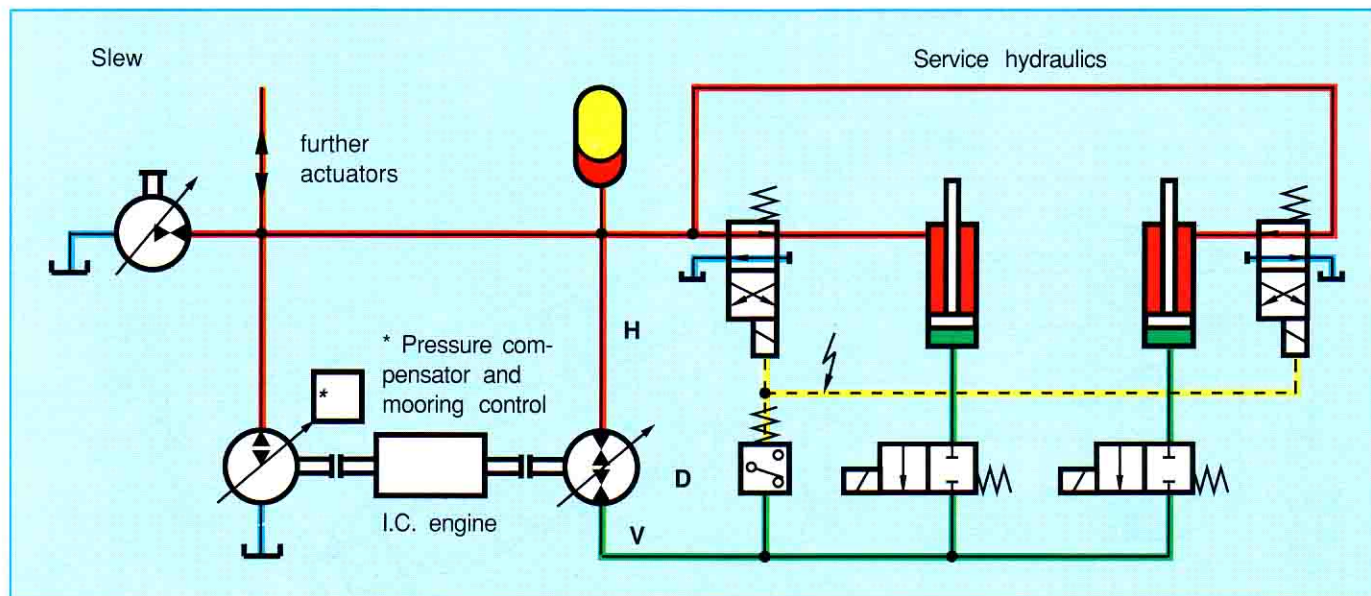 Slew
Service hydraulics
further
actuators
H
* Pressure com-
pensator and
mooring control
*
D
I.C. engine
V